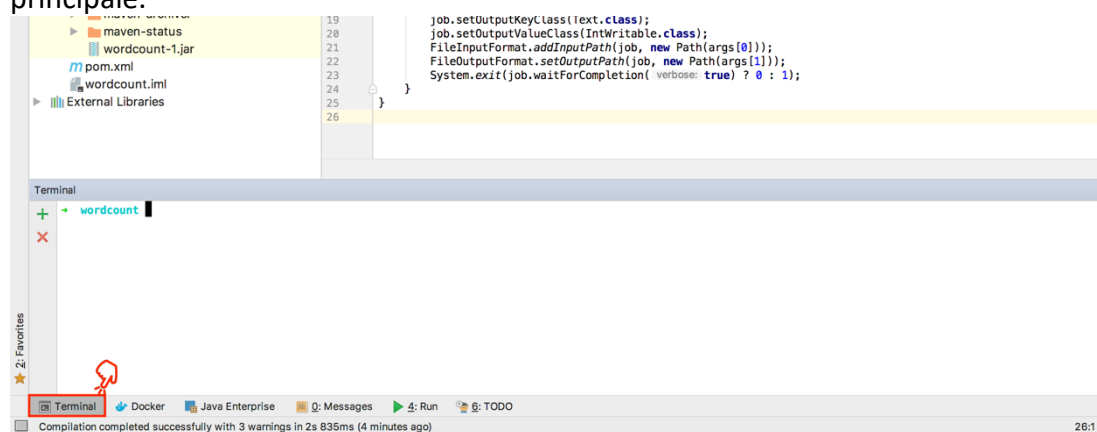 principale.
maven-archiver
maven-status
wordcount-1.jar
pom.xml
wordcount.iml
External Libraries
19 job.setOutputKeyClass(Text.class);
20 job.setOutputValueClass(IntWritable.class);
21 FileInputFormat.addInputPath(job, new Path(args[0]));
22 FileOutputFormat.setOutputPath(job, new Path(args[1]));
23 System.exit(job.waitForCompletion( verbose: true) ? 0 : 1);
24 }
25 }
26
Terminal
+ → wordcount
2: Favorites
Terminal Docker Java Enterprise 0: Messages 4: Run 6: TODO
Compilation completed successfully with 3 warnings in 2s 835ms (4 minutes ago) 26:1